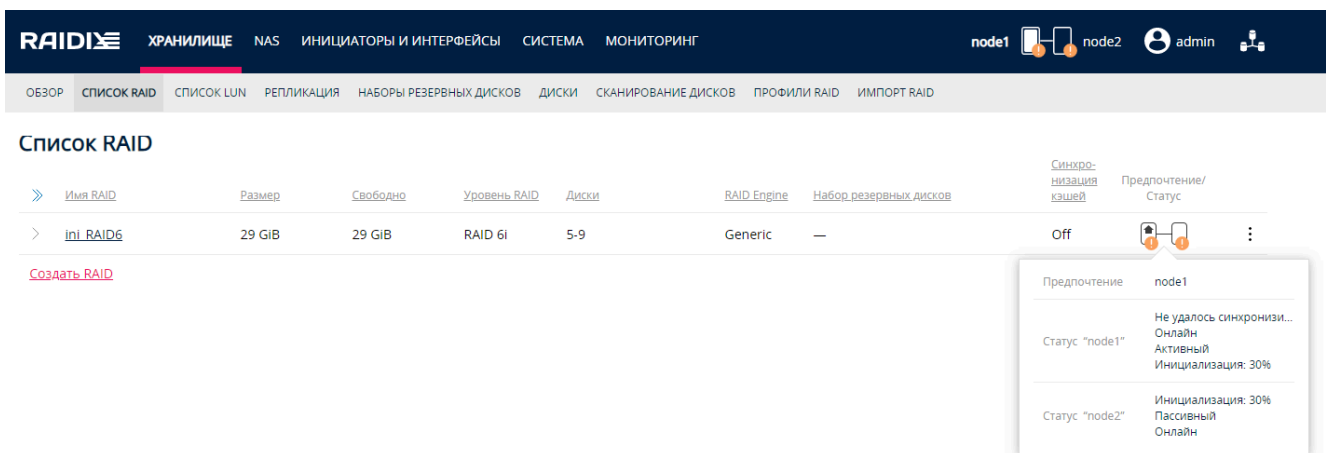 RAIDIX ХРАНИЛИЩЕ NAS ИНИЦИАТОРЫ И ИНТЕРФЕЙСЫ СИСТЕМА МОНИТОРИНГ node1 node2 admin
ОБЗОР СПИСОК RAID СПИСОК LUN РЕПЛИКАЦИЯ НАБОРЫ РЕЗЕРВНЫХ ДИСКОВ ДИСКИ СКАНИРОВАНИЕ ДИСКОВ ПРОФИЛИ RAID ИМПОРТ RAID
Список RAID
Имя RAID Размер Свободно Уровень RAID Диски RAID Engine Набор резервных дисков
Синхро-
низация
кэшей
Предпочтение/
Статус
ini_RAID6 29 GiB 29 GiB RAID 6i 5-9 Generic — Off
Создать RAID
Предпочтение node1
Статус "node1"
Не удалось синхронизи...
Онлайн
Активный
Инициализация: 30%
Статус "node2"
Инициализация: 30%
Пассивный
Онлайн